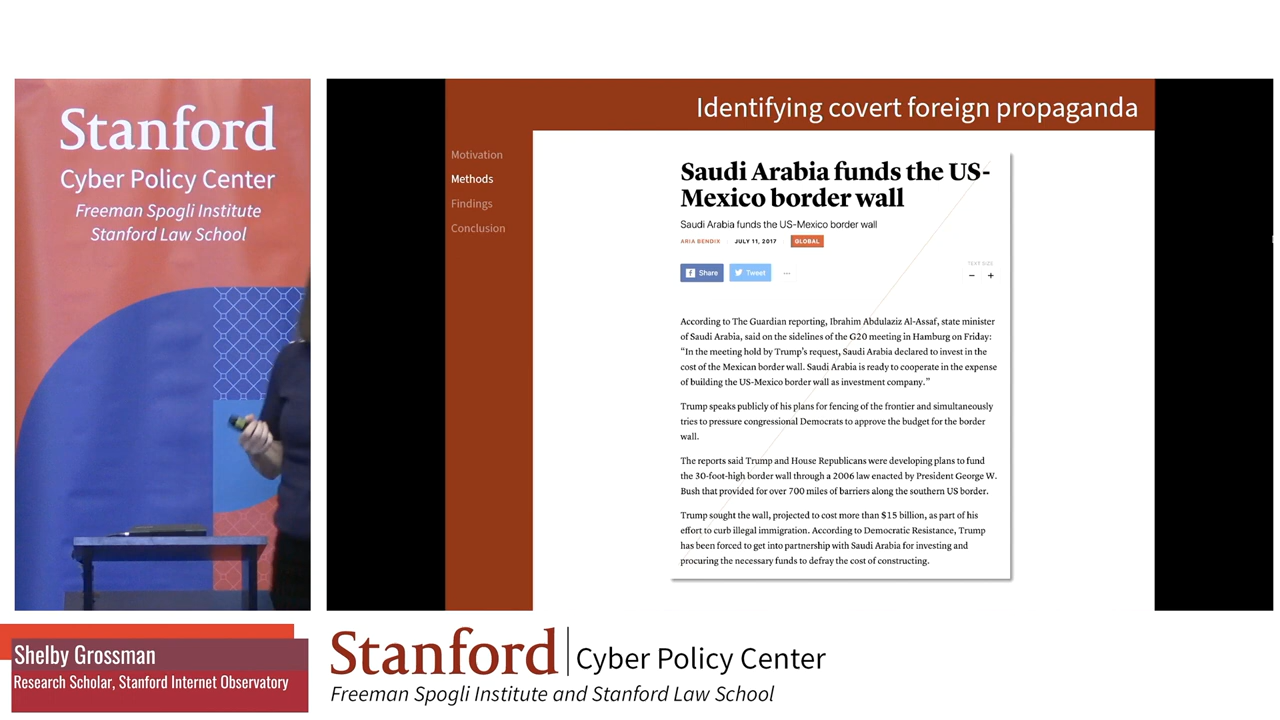 Stanford
Cyber Policy Center
Freeman Spogli Institute
Stanford Law School
Identifying covert foreign propaganda
Motivation
Methods
Findings
Conclusion
Saudi Arabia funds the US-
Mexico border wall
Saudi Arabia funds the US-Mexico border wall
ARIA BENDIX JULY 11, 2017 GLOBAL
TEXT SIZE
Share Tweet ...
− +
According to The Guardian reporting, Ibrahim Abdulaziz Al-Assaf, state minister
of Saudi Arabia, said on the sidelines of the G20 meeting in Hamburg on Friday:
“In the meeting hold by Trump’s request, Saudi Arabia declared to invest in the
cost of the Mexican border wall. Saudi Arabia is ready to cooperate in the expense
of building the US-Mexico border wall as investment company.”
Trump speaks publicly of his plans for fencing of the frontier and simultaneously
tries to pressure congressional Democrats to approve the budget for the border
wall.
The reports said Trump and House Republicans were developing plans to fund
the 30-foot-high border wall through a 2006 law enacted by President George W.
Bush that provided for over 700 miles of barriers along the southern US border.
Trump sought the wall, projected to cost more than $15 billion, as part of his
effort to curb illegal immigration. According to Democratic Resistance, Trump
has been forced to get into partnership with Saudi Arabia for investing and
procuring the necessary funds to defray the cost of constructing.
Shelby Grossman
Research Scholar, Stanford Internet Observatory
Stanford Cyber Policy Center
Freeman Spogli Institute and Stanford Law School